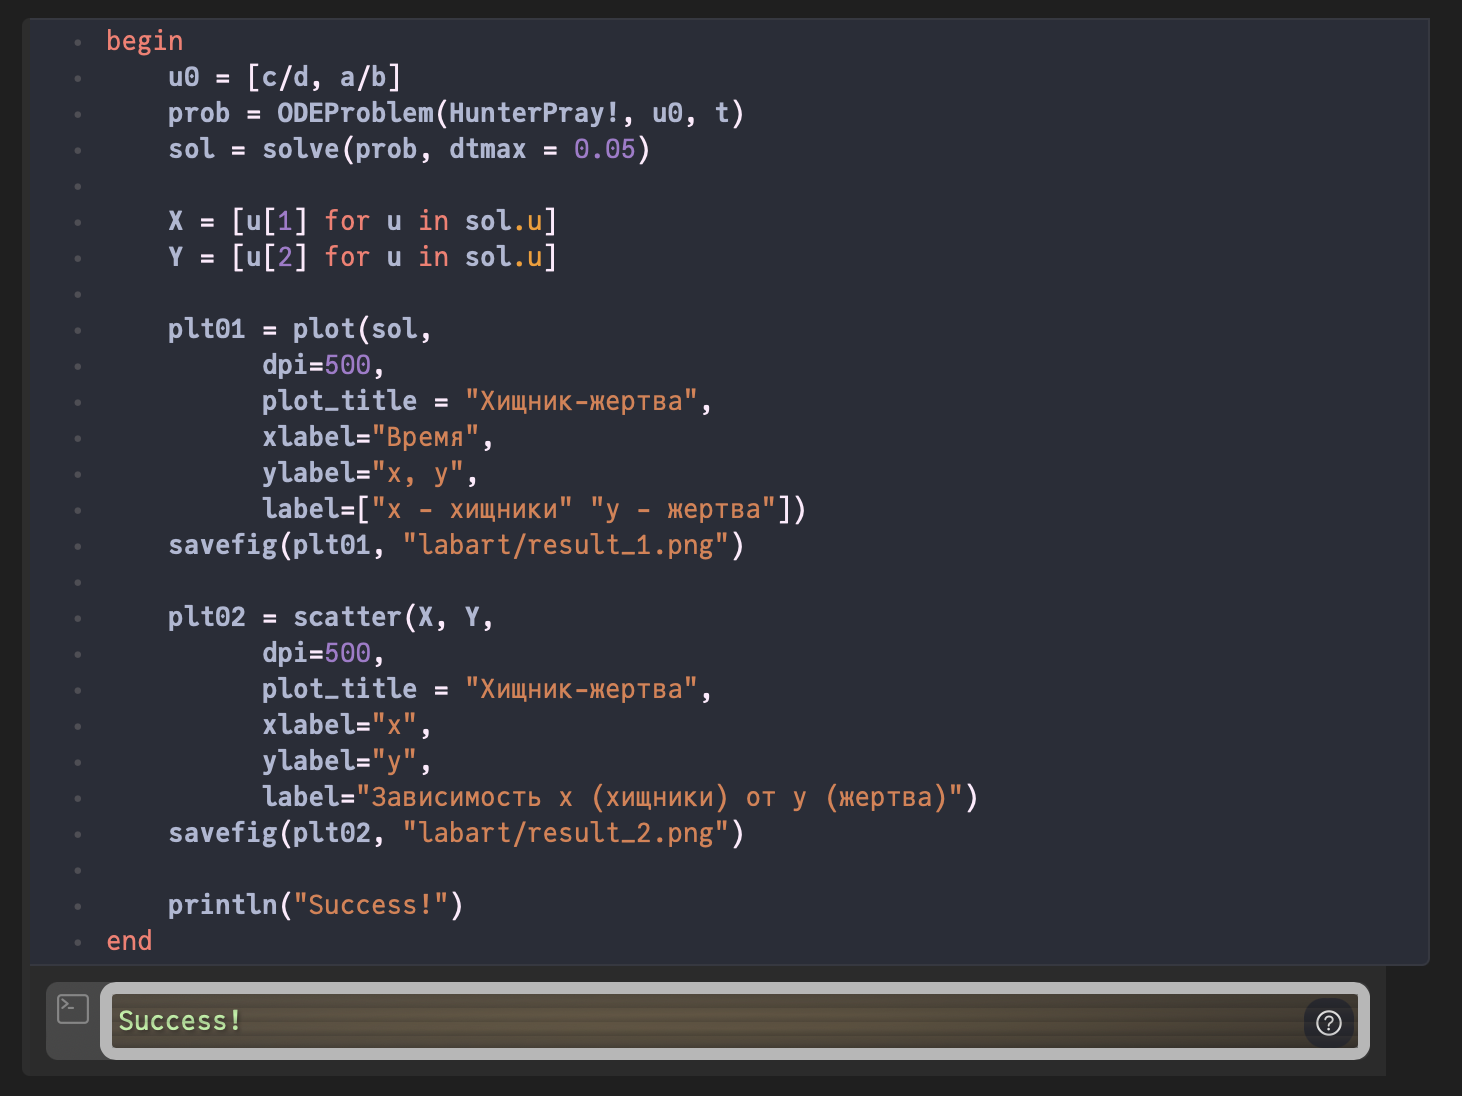 begin
u0 = [c/d, a/b]
prob = ODEProblem(HunterPray!, u0, t)
sol = solve(prob, dtmax = 0.05)
X = [u[1] for u in sol.u]
Y = [u[2] for u in sol.u]
plt01 = plot(sol,
dpi=500,
plot_title = "Хищник-жертва",
xlabel="Время",
ylabel="x, y",
label=["x - хищники" "y - жертва"])
savefig(plt01, "labart/result_1.png")
plt02 = scatter(X, Y,
dpi=500,
plot_title = "Хищник-жертва",
xlabel="x",
ylabel="y",
label="Зависимость x (хищники) от y (жертва)")
savefig(plt02, "labart/result_2.png")
println("Success!")
end
Success!